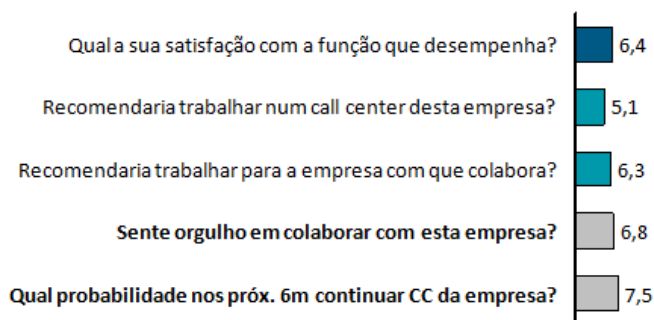 Qual a sua satisfação com a função que desempenha? 6,4
Recomendaria trabalhar num call center desta empresa? 5,1
Recomendaria trabalhar para a empresa com que colabora? 6,3
Sente orgulho em colaborar com esta empresa? 6,8
Qual probabilidade nos próx. 6m continuar CC da empresa? 7,5